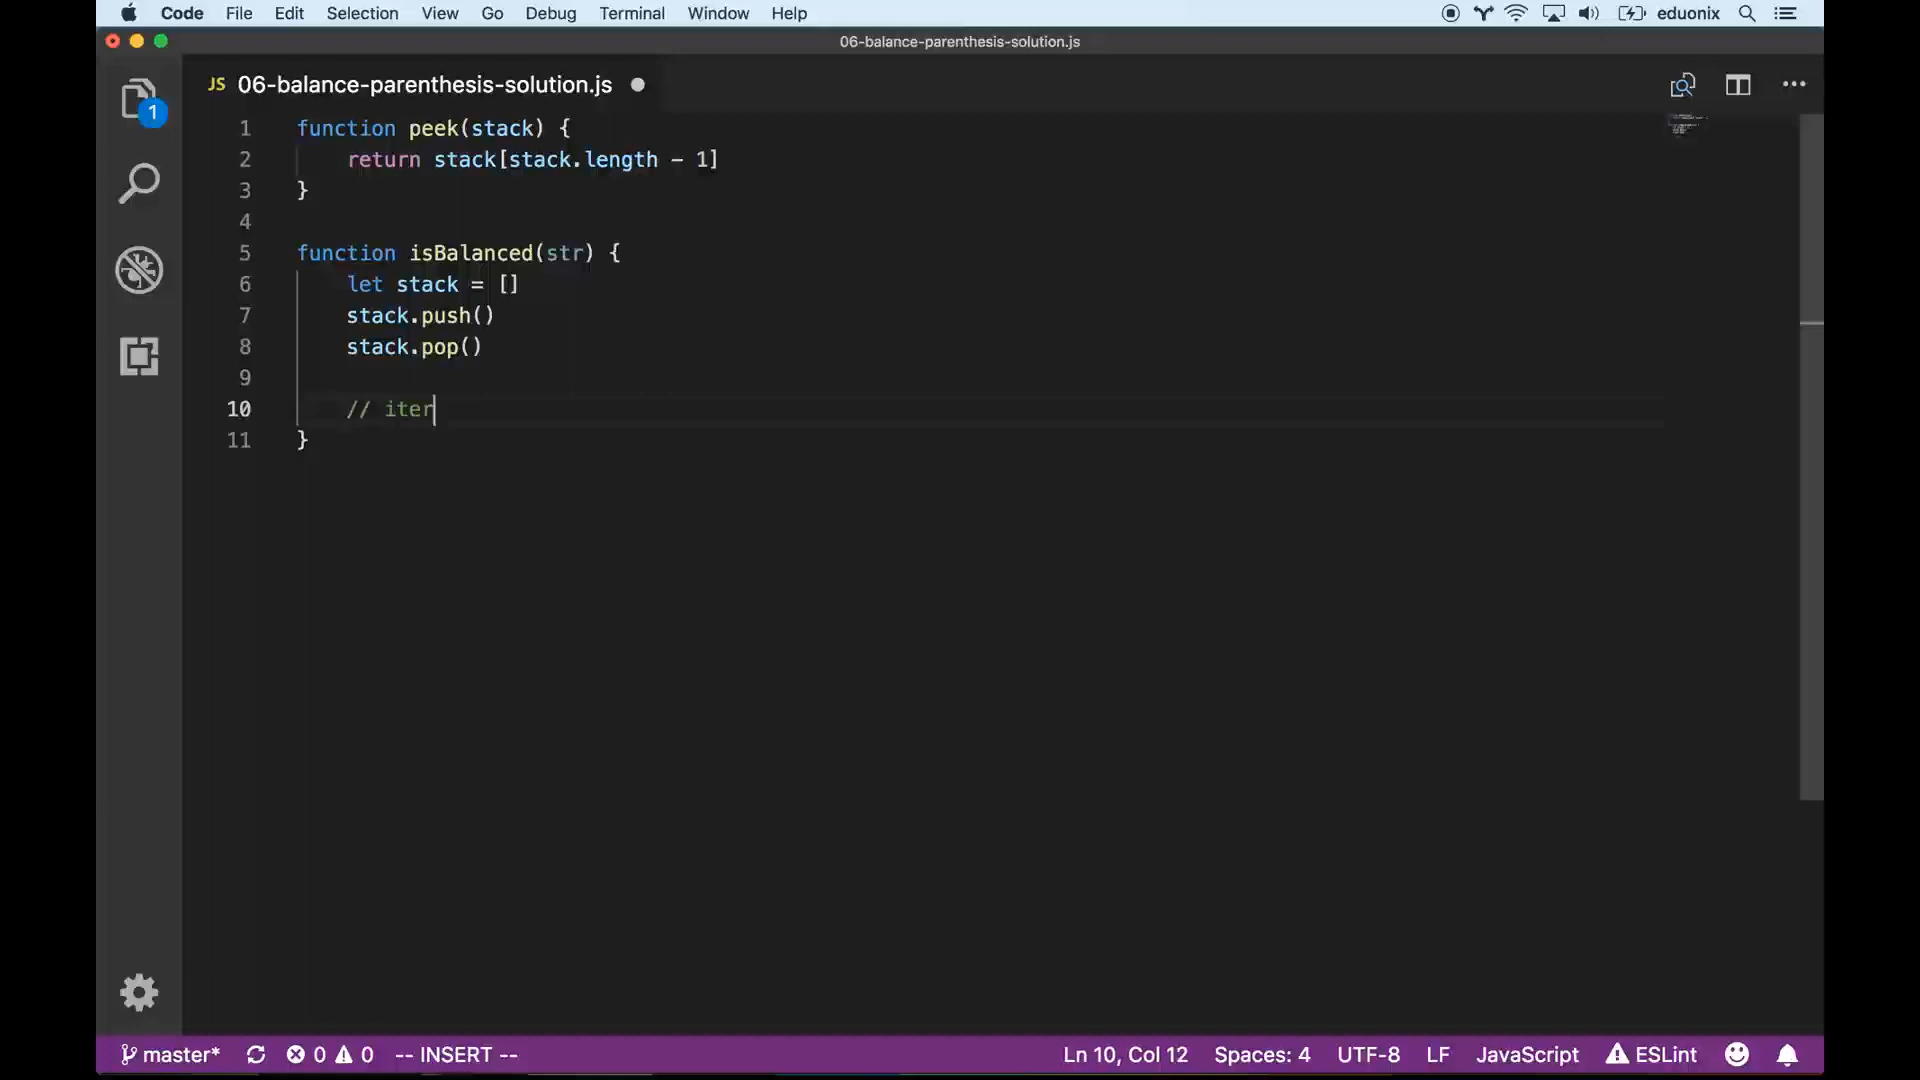 Code File Edit Selection View Go Debug Terminal Window Help eduonix
06-balance-parenthesis-solution.js
JS 06-balance-parenthesis-solution.js
1
1 function peek(stack) {
2 return stack[stack.length - 1]
3 }
4
5 function isBalanced(str) {
6 let stack = []
7 stack.push()
8 stack.pop()
9
10 // iter
11 }
master* 0 0 -- INSERT -- Ln 10, Col 12 Spaces: 4 UTF-8 LF JavaScript ESLint